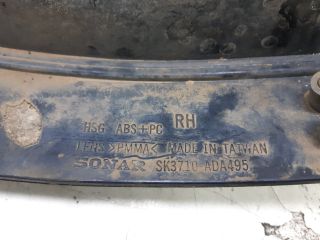 HSG ABS+PC RH
LENS >PMMA< MADE IN TAIWAN
SONAR SK3710-ADA495